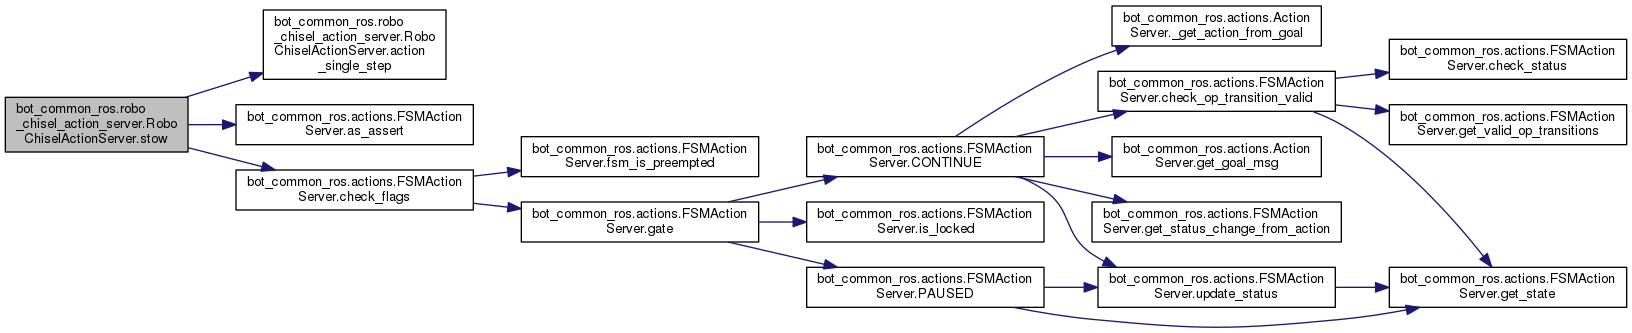 bot_common_ros.robo
_chisel_action_server.Robo
ChiselActionServer.stow
bot_common_ros.robo
_chisel_action_server.Robo
ChiselActionServer.action
_single_step
bot_common_ros.actions.FSMAction
Server.as_assert
bot_common_ros.actions.FSMAction
Server.check_flags
bot_common_ros.actions.FSMAction
Server.fsm_is_preempted
bot_common_ros.actions.FSMAction
Server.gate
bot_common_ros.actions.FSMAction
Server.CONTINUE
bot_common_ros.actions.FSMAction
Server.is_locked
bot_common_ros.actions.FSMAction
Server.PAUSED
bot_common_ros.actions.Action
Server._get_action_from_goal
bot_common_ros.actions.FSMAction
Server.check_op_transition_valid
bot_common_ros.actions.Action
Server.get_goal_msg
bot_common_ros.actions.FSMAction
Server.get_status_change_from_action
bot_common_ros.actions.FSMAction
Server.update_status
bot_common_ros.actions.FSMAction
Server.check_status
bot_common_ros.actions.FSMAction
Server.get_valid_op_transitions
bot_common_ros.actions.FSMAction
Server.get_state